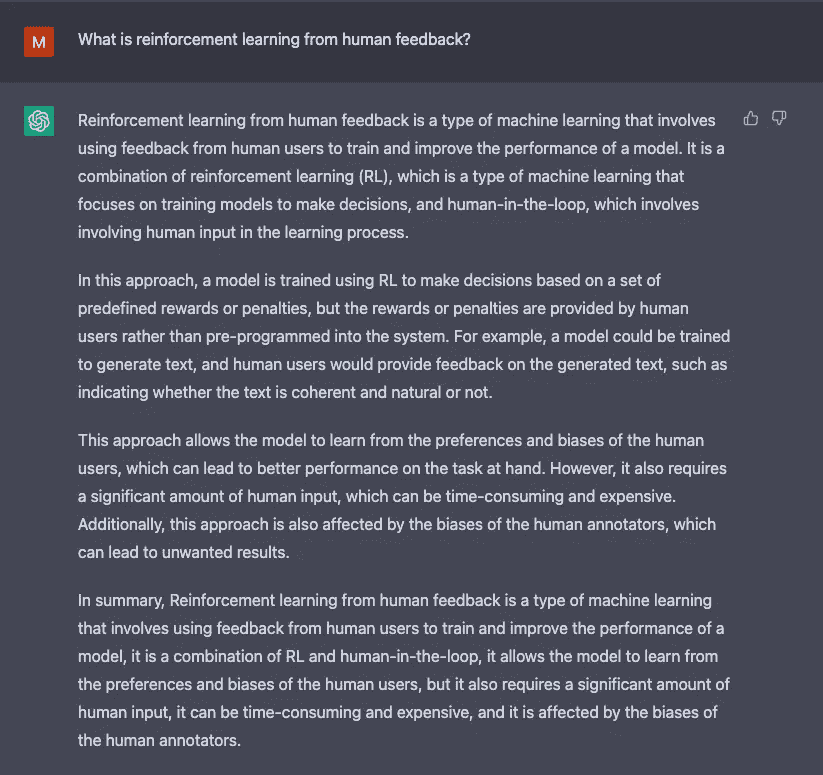 M
What is reinforcement learning from human feedback?
Reinforcement learning from human feedback is a type of machine learning that involves
using feedback from human users to train and improve the performance of a model. It is a
combination of reinforcement learning (RL), which is a type of machine learning that
focuses on training models to make decisions, and human-in-the-loop, which involves
involving human input in the learning process.
In this approach, a model is trained using RL to make decisions based on a set of
predefined rewards or penalties, but the rewards or penalties are provided by human
users rather than pre-programmed into the system. For example, a model could be trained
to generate text, and human users would provide feedback on the generated text, such as
indicating whether the text is coherent and natural or not.
This approach allows the model to learn from the preferences and biases of the human
users, which can lead to better performance on the task at hand. However, it also requires
a significant amount of human input, which can be time-consuming and expensive.
Additionally, this approach is also affected by the biases of the human annotators, which
can lead to unwanted results.
In summary, Reinforcement learning from human feedback is a type of machine learning
that involves using feedback from human users to train and improve the performance of a
model, it is a combination of RL and human-in-the-loop, it allows the model to learn from
the preferences and biases of the human users, but it also requires a significant amount of
human input, it can be time-consuming and expensive, and it is affected by the biases of
the human annotators.